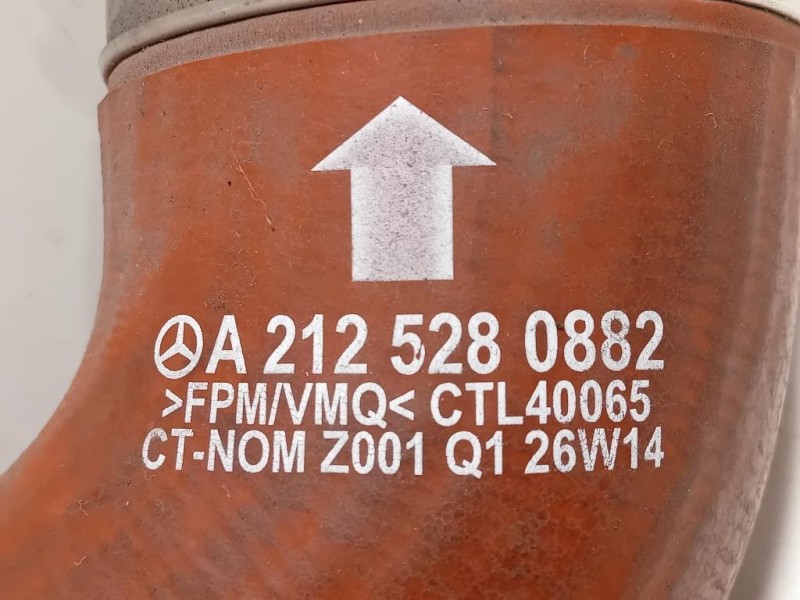 A 212 528 0882
>FPM/VMQ< CTL40065
CT-NOM Z001 Q1 26W14